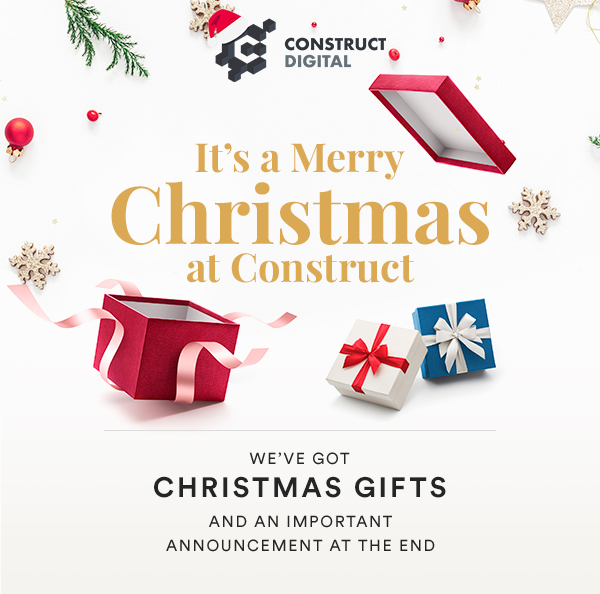 CONSTRUCT
DIGITAL
It's a Merry
Christmas
at Construct
WE'VE GOT
CHRISTMAS GIFTS
AND AN IMPORTANT
ANNOUNCEMENT AT THE END